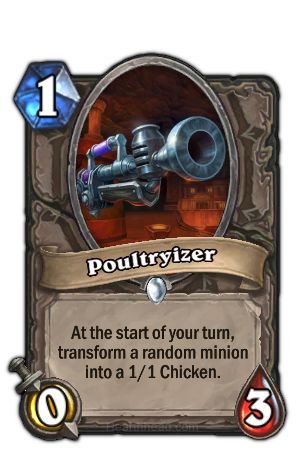 1
Poultryizer
At the start of your turn,
transform a random minion
into a 1/1 Chicken.
0
3